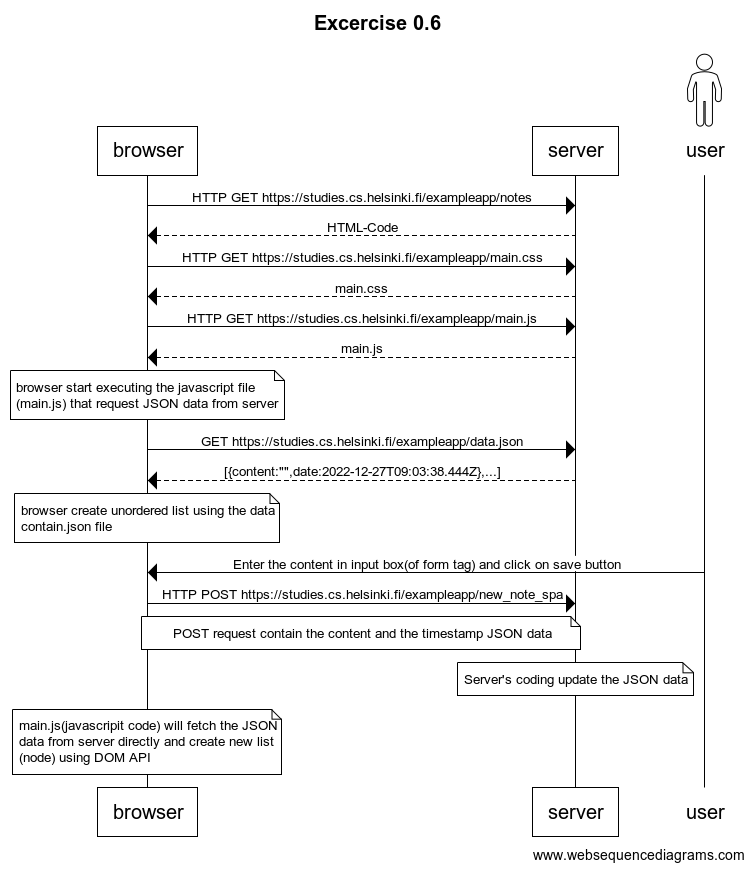 Excercise 0.6
browser
server
user
HTTP GET https://studies.cs.helsinki.fi/exampleapp/notes
HTML-Code
HTTP GET https://studies.cs.helsinki.fi/exampleapp/main.css
main.css
HTTP GET https://studies.cs.helsinki.fi/exampleapp/main.js
main.js
browser start executing the javascript file
(main.js) that request JSON data from server
GET https://studies.cs.helsinki.fi/exampleapp/data.json
[{content:"",date:2022-12-27T09:03:38.444Z},...]
browser create unordered list using the data
contain.json file
Enter the content in input box(of form tag) and click on save button
HTTP POST https://studies.cs.helsinki.fi/exampleapp/new_note_spa
POST request contain the content and the timestamp JSON data
Server's coding update the JSON data
main.js(javascripit code) will fetch the JSON
data from server directly and create new list
(node) using DOM API
browser
server
user
www.websequencediagrams.com